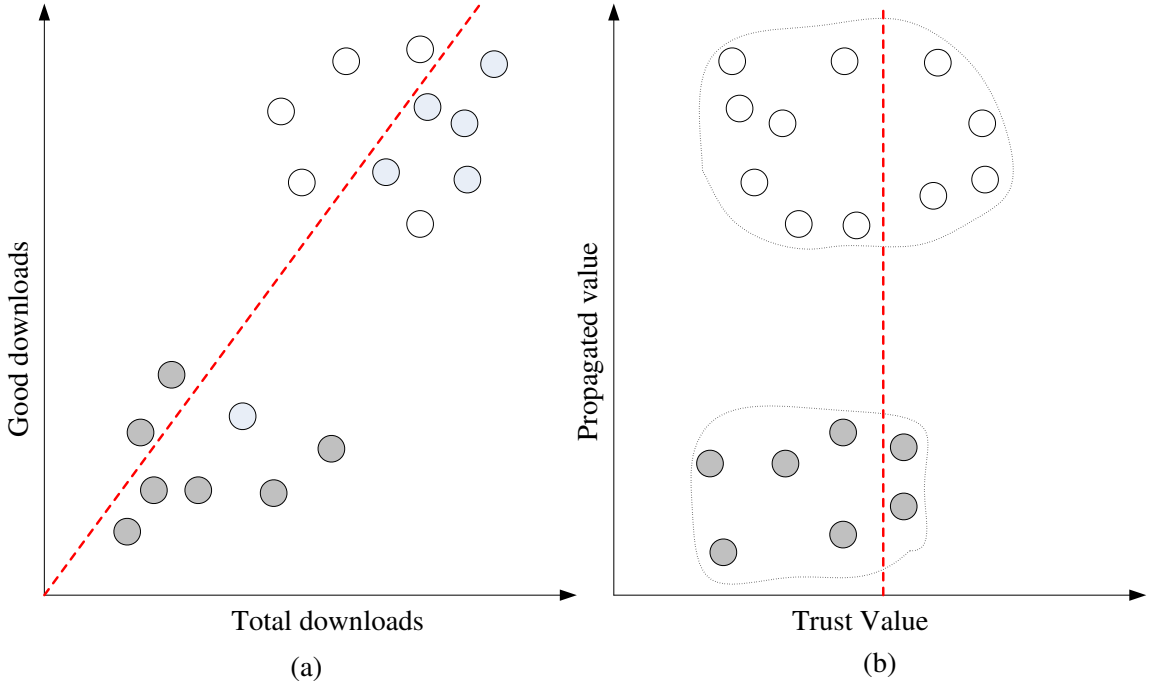 Good downloads
Total downloads
(a)
Propagated value
Trust Value
(b)